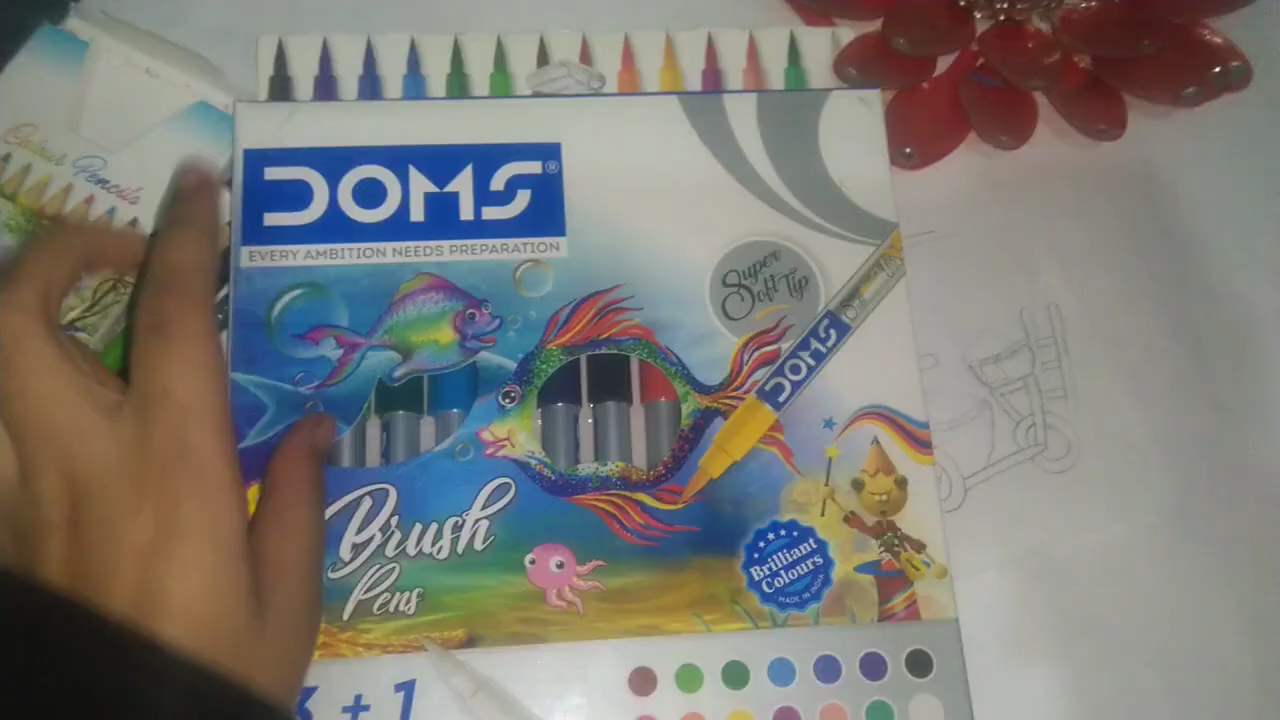 Colour Pencils
DOMS®
EVERY AMBITION NEEDS PREPARATION
Super
Soft Tip
DOMS
Brush
Pens
Brilliant
Colours
MADE IN INDIA
+ 1